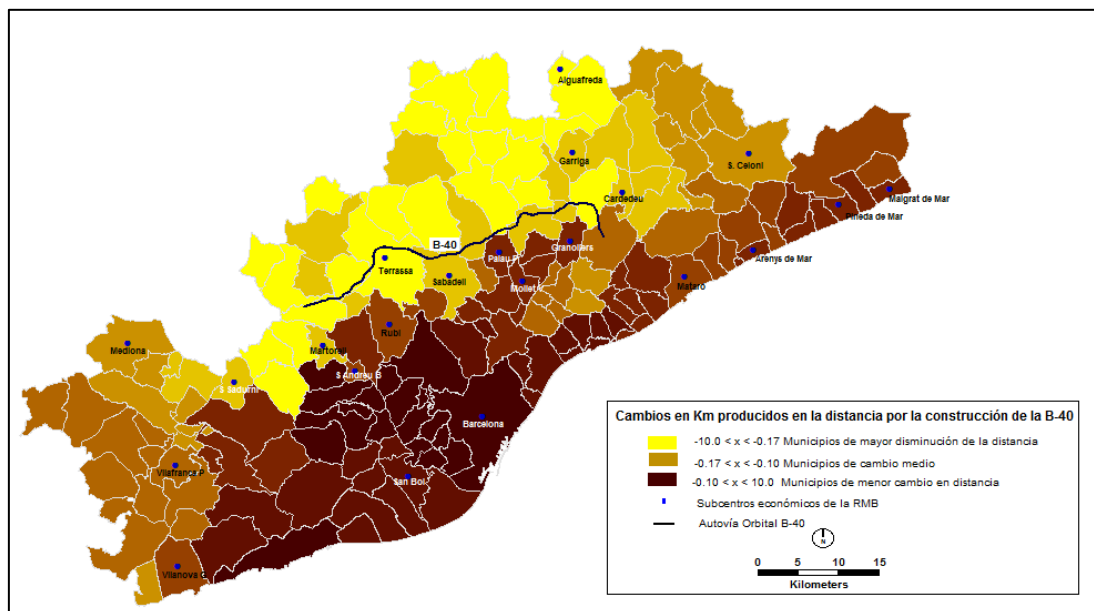 Aiguafreda
Garriga
S. Celoni
Cardedeu
Malgrat de Mar
Pineda de Mar
B-40
Granollers
Palau P
Arenys de Mar
Terrassa
Sabadell
Mollet V
Mataró
Rubí
Mediona
Martorell
S Andreu B
S Sadurní
Barcelona
Vilafranca P
San Boi
Vilanova G
Cambios en Km producidos en la distancia por la construcción de la B-40
-10.0 < x < -0.17 Municipios de mayor disminución de la distancia
-0.17 < x < -0.10 Municipios de cambio medio
-0.10 < x < 10.0 Municipios de menor cambio en distancia
Subcentros económicos de la RMB
Autovía Orbital B-40
N
0 5 10 15
Kilometers